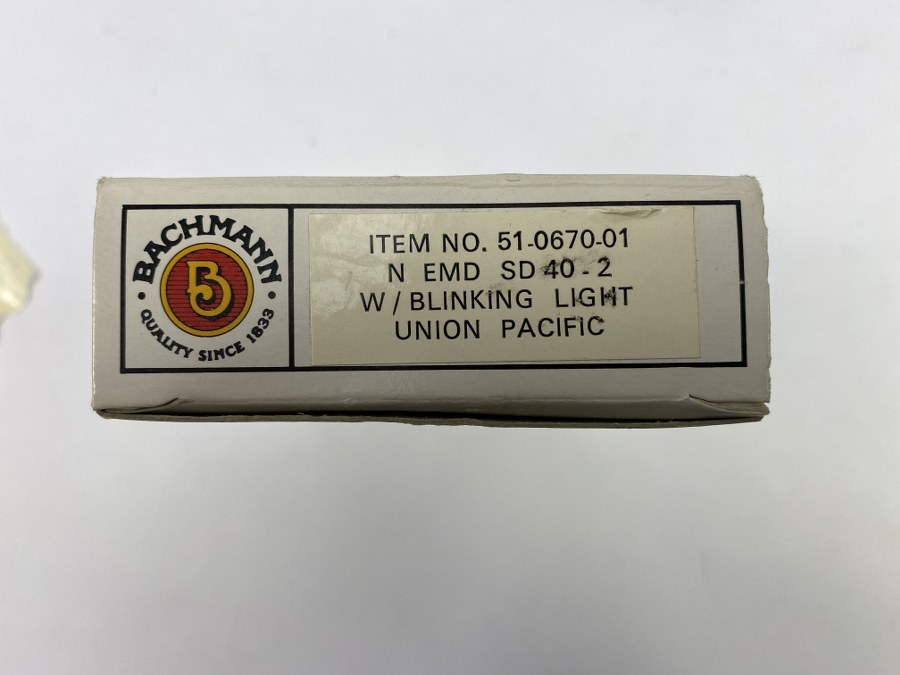 BACHMANN
B
QUALITY SINCE 1833
ITEM NO. 51-0670-01
N EMD SD 40 - 2
W / BLINKING LIGHT
UNION PACIFIC